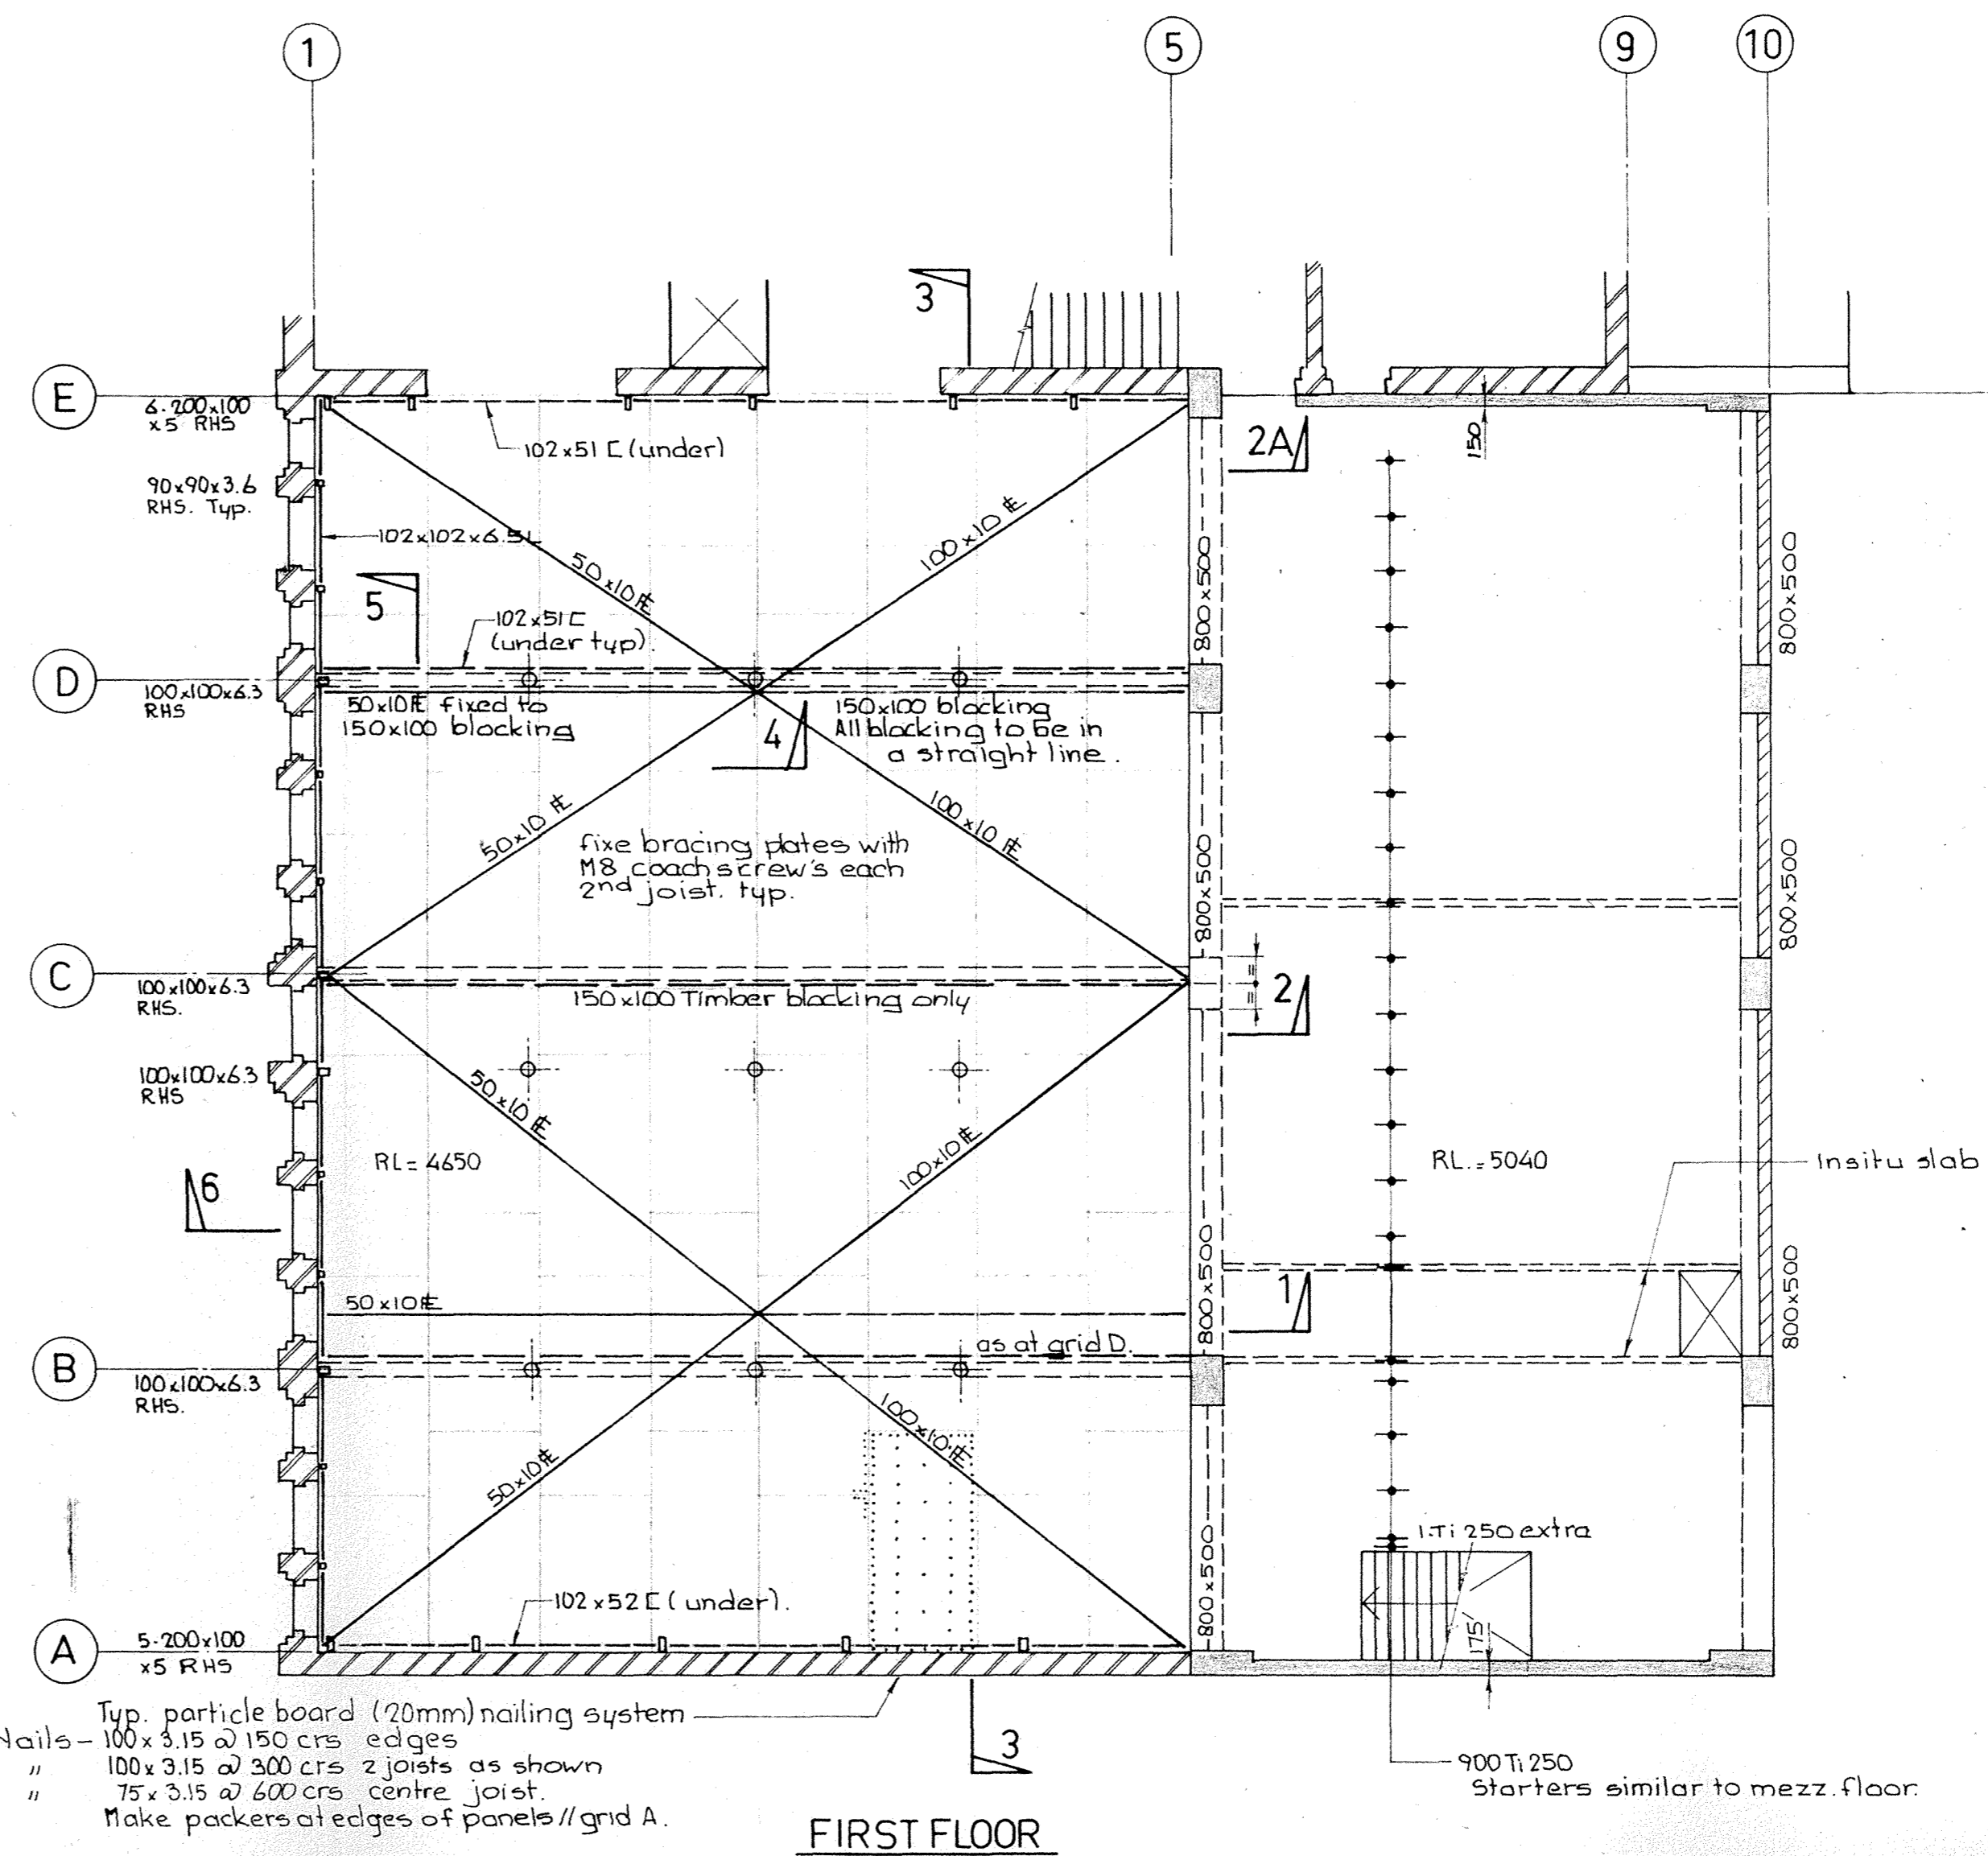 1
5
9
10
3
E
6-200x100
x5 RHS
102x51 [ (under)
2A
150
90x90x3.6
RHS. Typ.
102x102x6.5L
50x10 PL
100x10 PL
800x500
800x500
5
102x51 [
(under typ).
D
100x100x6.3
RHS
50x10 PL fixed to
150x100 blocking
4
150x100 blocking
All blocking to be in
a straight line.
50x10 PL
100x10 PL
fixe bracing plates with
M8 coach screw's each
2nd joist. typ.
800x500
800x500
C
100x100x6.3
RHS.
150x100 Timber blocking only
=
=
2
100x100x6.3
RHS
50x10 PL
100x10 PL
RL = 4650
RL. = 5040
Insitu slab
6
800x500
800x500
50x10 PL
1
as at grid D.
B
100x100x6.3
RHS.
100x10 PL
50x10 PL
800x500
1-Ti 250 extra
102x52 [ (under).
175
A
5-200x100
x5 RHS
Typ. particle board (20mm) nailing system
Nails - 100x3.15 @ 150 crs edges
" 100x3.15 @ 300 crs 2 joists as shown
" 75x3.15 @ 600 crs centre joist.
Make packers at edges of panels // grid A.
3
900 Ti 250
Starters similar to mezz. floor.
FIRST FLOOR